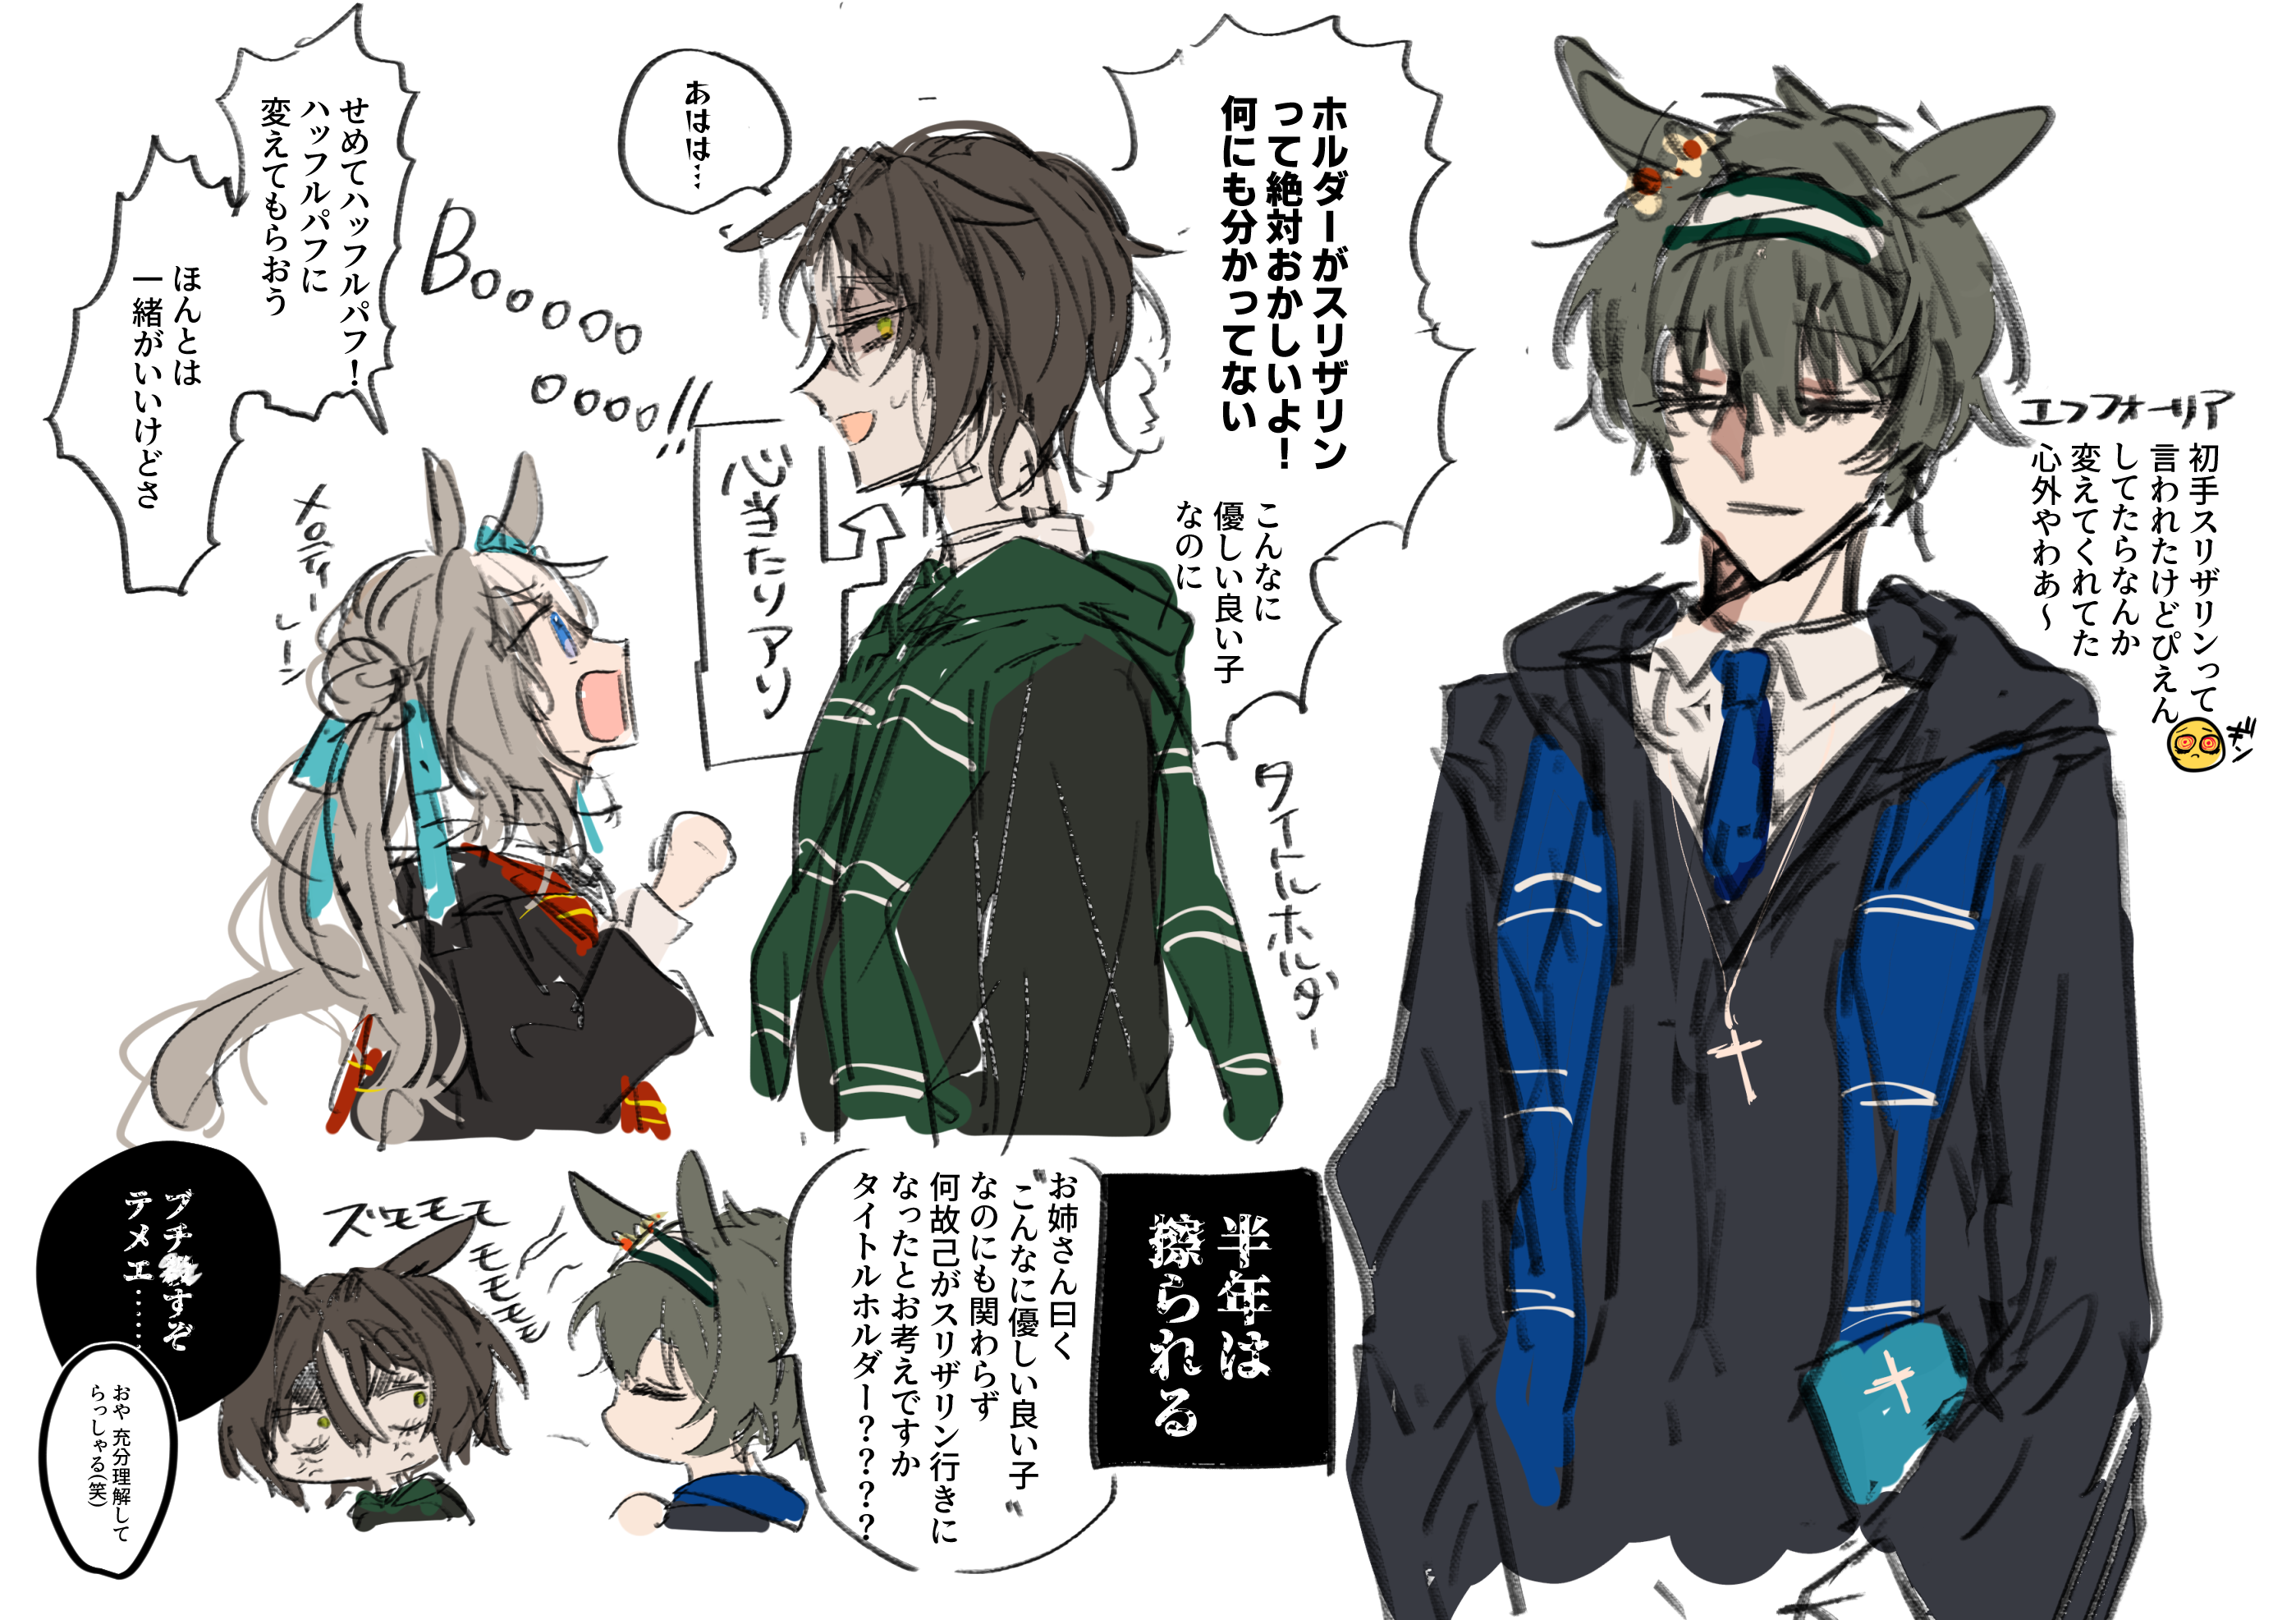 エフフォーリア
初手スリザリンって
言われたけどぴえん
してたらなんか
変えてくれてた
心外やわあ～
ギン
ホルダーがスリザリン
って絶対おかしいよ！
何にも分かってない
こんなに
優しい良い子
なのに
タイトルホルダー
あはは…
心当たりアリ
Boooooooooo!!
せめてハッフルパフ！
ハッフルパフに
変えてもらおう
ほんとは
一緒がいいけどさ
メロディーレーン
半年は
擦られる
お姉さん曰く
"こんなに優しい良い子"
なのにも関わらず
何故己がスリザリン行きに
なったとお考えですか
タイトルホルダー？？？？
ズモモモ
モモモモ
ブチすぞ
テメエ……
おや 充分理解して
らっしゃる(笑)